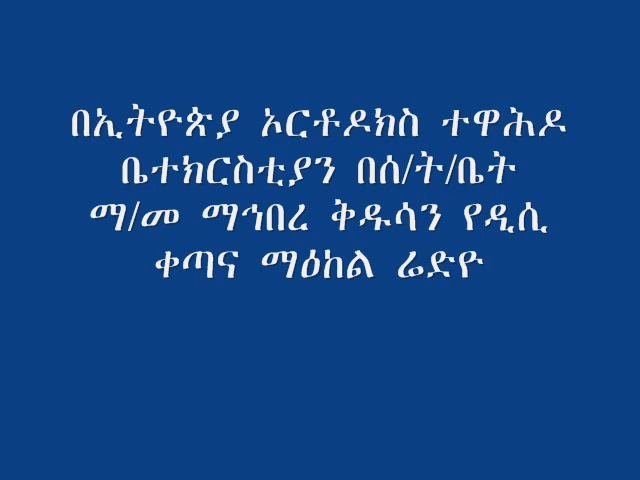 በኢትዮጵያ ኦርቶዶክስ ተዋሕዶ
ቤተክርስቲያን በሰ/ት/ቤት
ማ/መ ማኅበረ ቅዱሳን የዲሲ
ቀጣና ማዕከል ሬድዮ